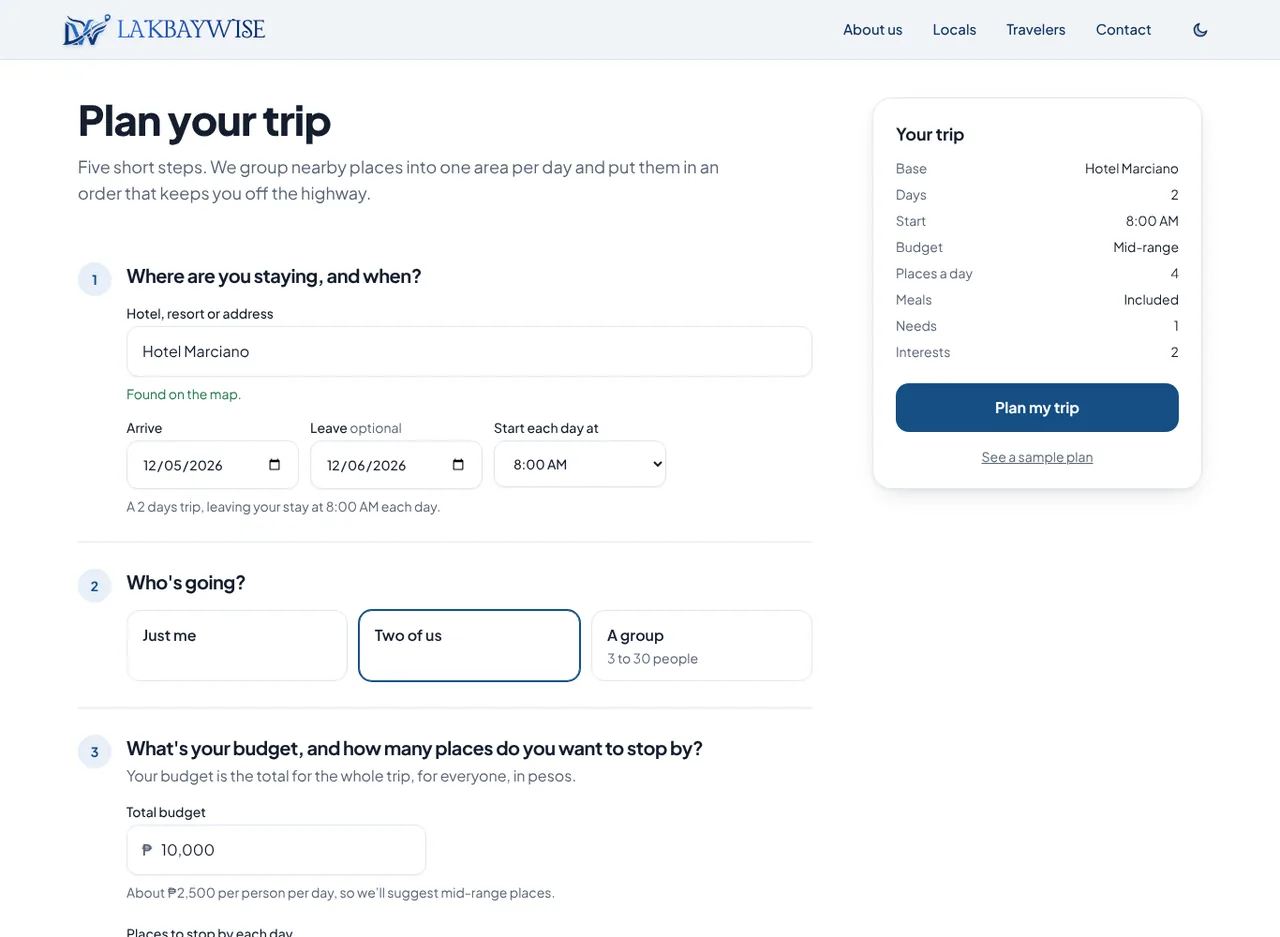 LAKBAYWISE
About us
Locals
Travelers
Contact
Plan your trip
Five short steps. We group nearby places into one area per day and put them in an
order that keeps you off the highway.
1
Where are you staying, and when?
Hotel, resort or address
Hotel Marciano
Found on the map.
Arrive
Leave optional
Start each day at
12/05/2026
12/06/2026
8:00 AM
A 2 days trip, leaving your stay at 8:00 AM each day.
2
Who's going?
Just me
Two of us
A group
3 to 30 people
3
What's your budget, and how many places do you want to stop by?
Your budget is the total for the whole trip, for everyone, in pesos.
Total budget
₱ 10,000
About ₱2,500 per person per day, so we'll suggest mid-range places.
Places to stop by each day
Your trip
Base Hotel Marciano
Days 2
Start 8:00 AM
Budget Mid-range
Places a day 4
Meals Included
Needs 1
Interests 2
Plan my trip
See a sample plan